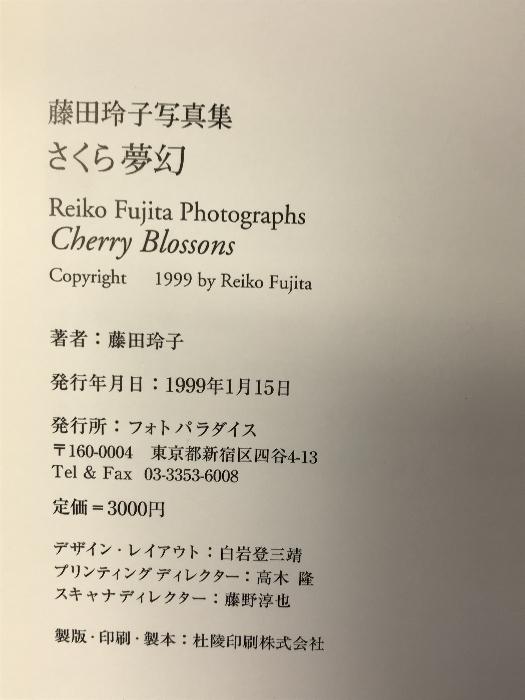 藤田玲子写真集
さくら夢幻
Reiko Fujita Photographs
Cherry Blossons
Copyright 1999 by Reiko Fujita
著者：藤田玲子
発行年月日：1999年1月15日
発行所：フォトパラダイス
〒160-0004 東京都新宿区四谷4-13
Tel & Fax 03-3353-6008
定価＝3000円
デザイン・レイアウト：白岩登三靖
プリンティングディレクター：高木 隆
スキャナディレクター：藤野淳也
製版・印刷・製本：杜陵印刷株式会社